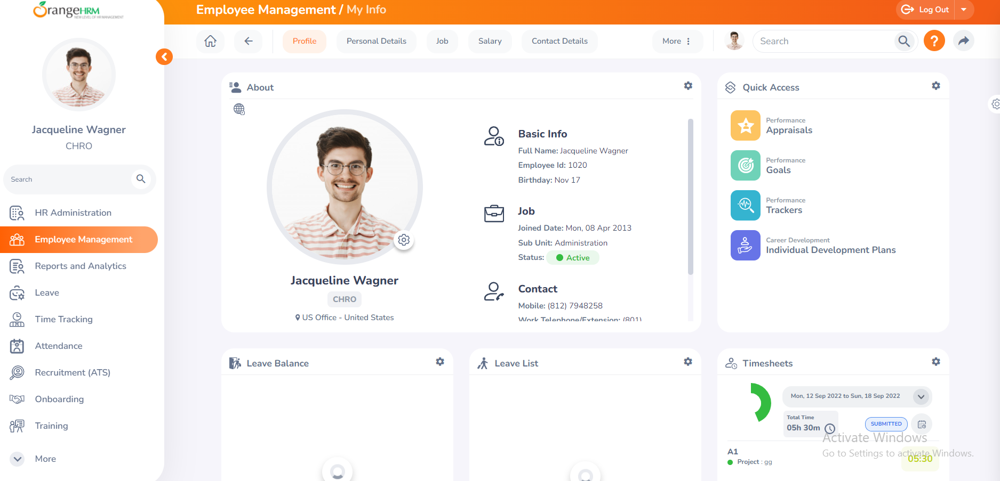 OrangeHRM
NEW LEVEL OF HR MANAGEMENT
Employee Management / My Info
Log Out
Profile
Personal Details
Job
Salary
Contact Details
More
Search
Jacqueline Wagner
CHRO
Search
HR Administration
Employee Management
Reports and Analytics
Leave
Time Tracking
Attendance
Recruitment (ATS)
Onboarding
Training
More
About
Jacqueline Wagner
CHRO
US Office - United States
Basic Info
Full Name: Jacqueline Wagner
Employee Id: 1020
Birthday: Nov 17
Job
Joined Date: Mon, 08 Apr 2013
Sub Unit: Administration
Status: Active
Contact
Mobile: (812) 7948258
Work Telephone/Extension: (801)
Quick Access
Performance
Appraisals
Performance
Goals
Performance
Trackers
Career Development
Individual Development Plans
Leave Balance
Leave List
Timesheets
Mon, 12 Sep 2022 to Sun, 18 Sep 2022
Total Time
05h 30m
SUBMITTED
A1
Project : gg
05:30
Activate Windows
Go to Settings to activate Windows.